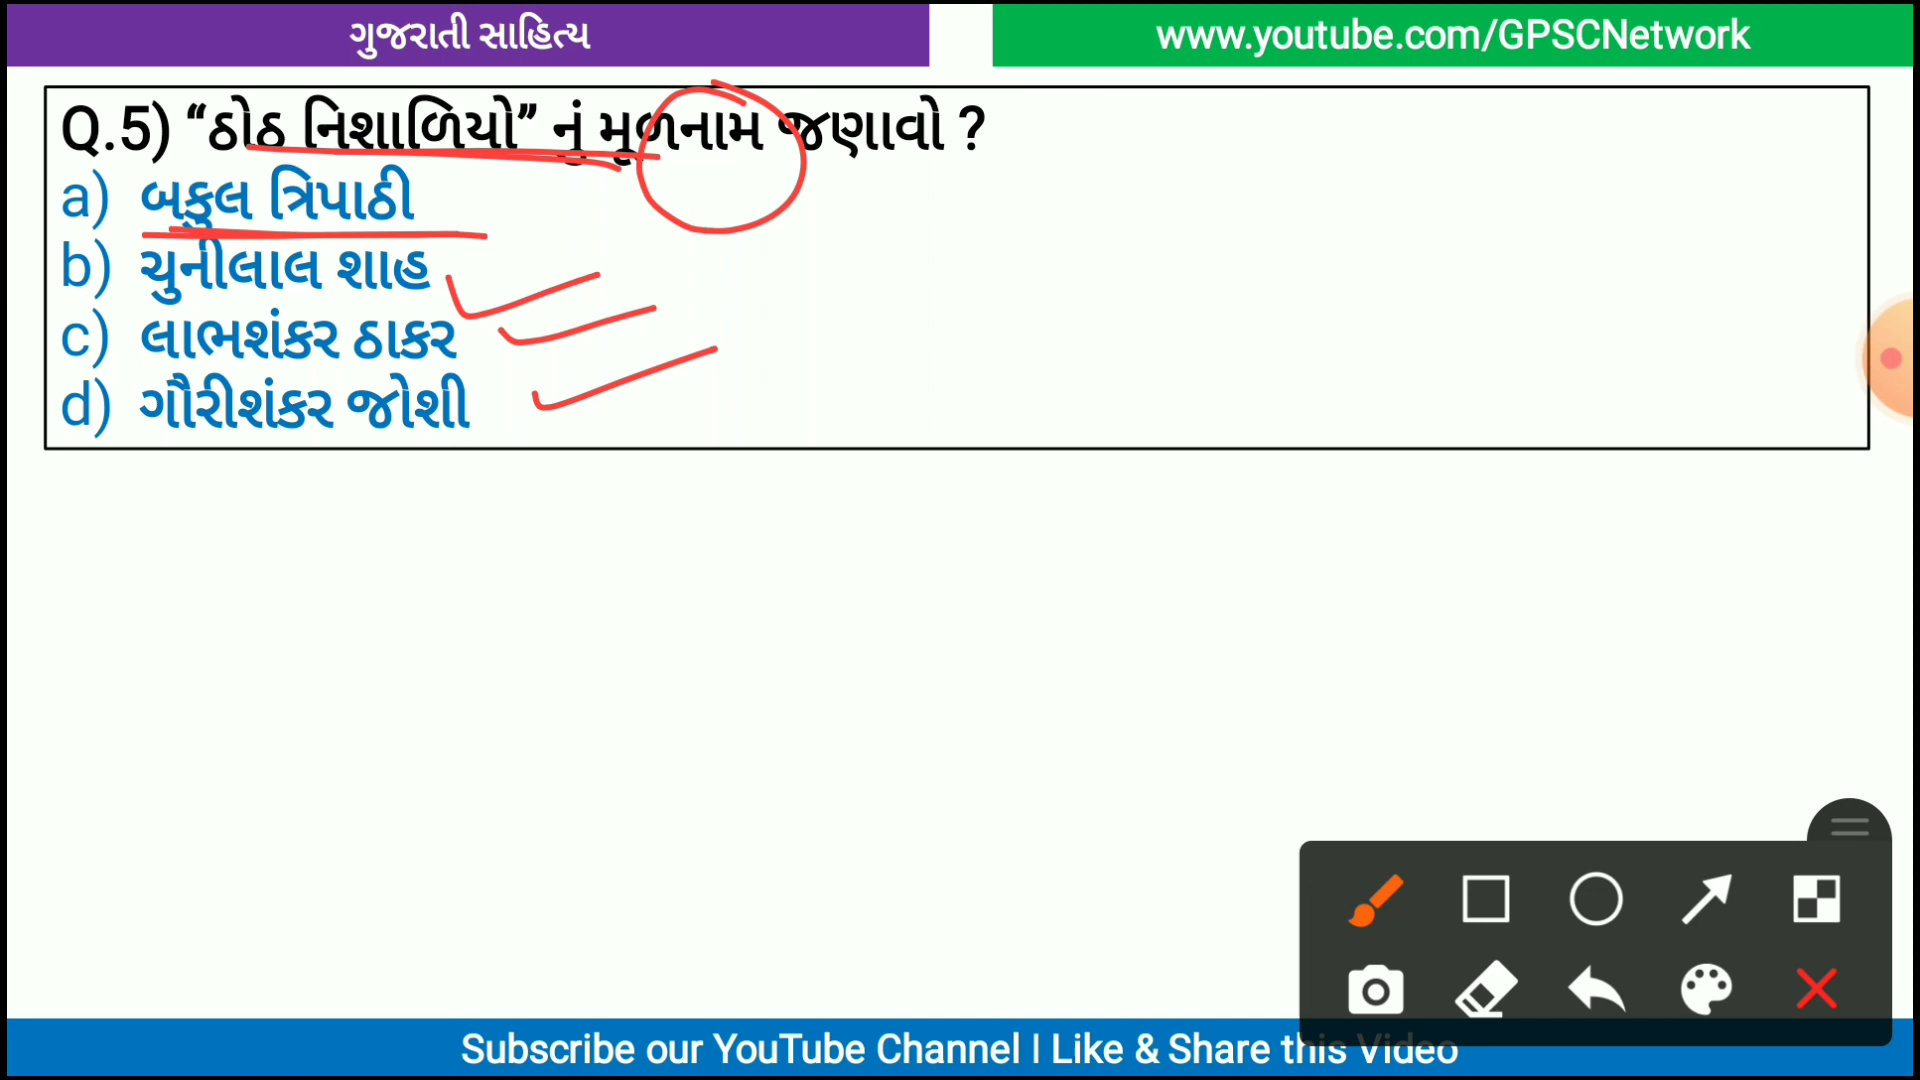 ગુજરાતી સાહિત્ય
www.youtube.com/GPSCNetwork
Q.5) “ઠોઠ નિશાળિયો” નું મૂળનામ જણાવો ?
a) બકુલ ત્રિપાઠી
b) ચુનીલાલ શાહ
c) લાભશંકર ઠાકર
d) ગૌરીશંકર જોશી
Subscribe our YouTube Channel | Like & Share this Video